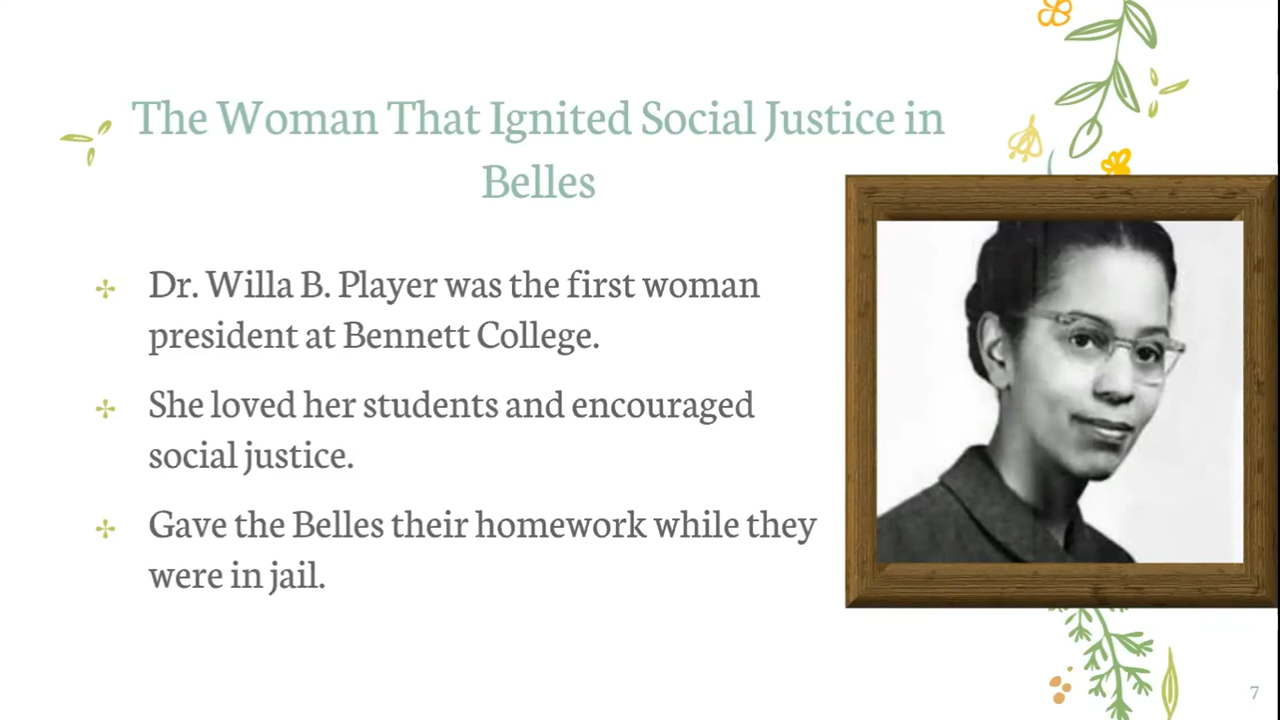 The Woman That Ignited Social Justice in
Belles
Dr. Willa B. Player was the first woman
president at Bennett College.
She loved her students and encouraged
social justice.
Gave the Belles their homework while they
were in jail.
7